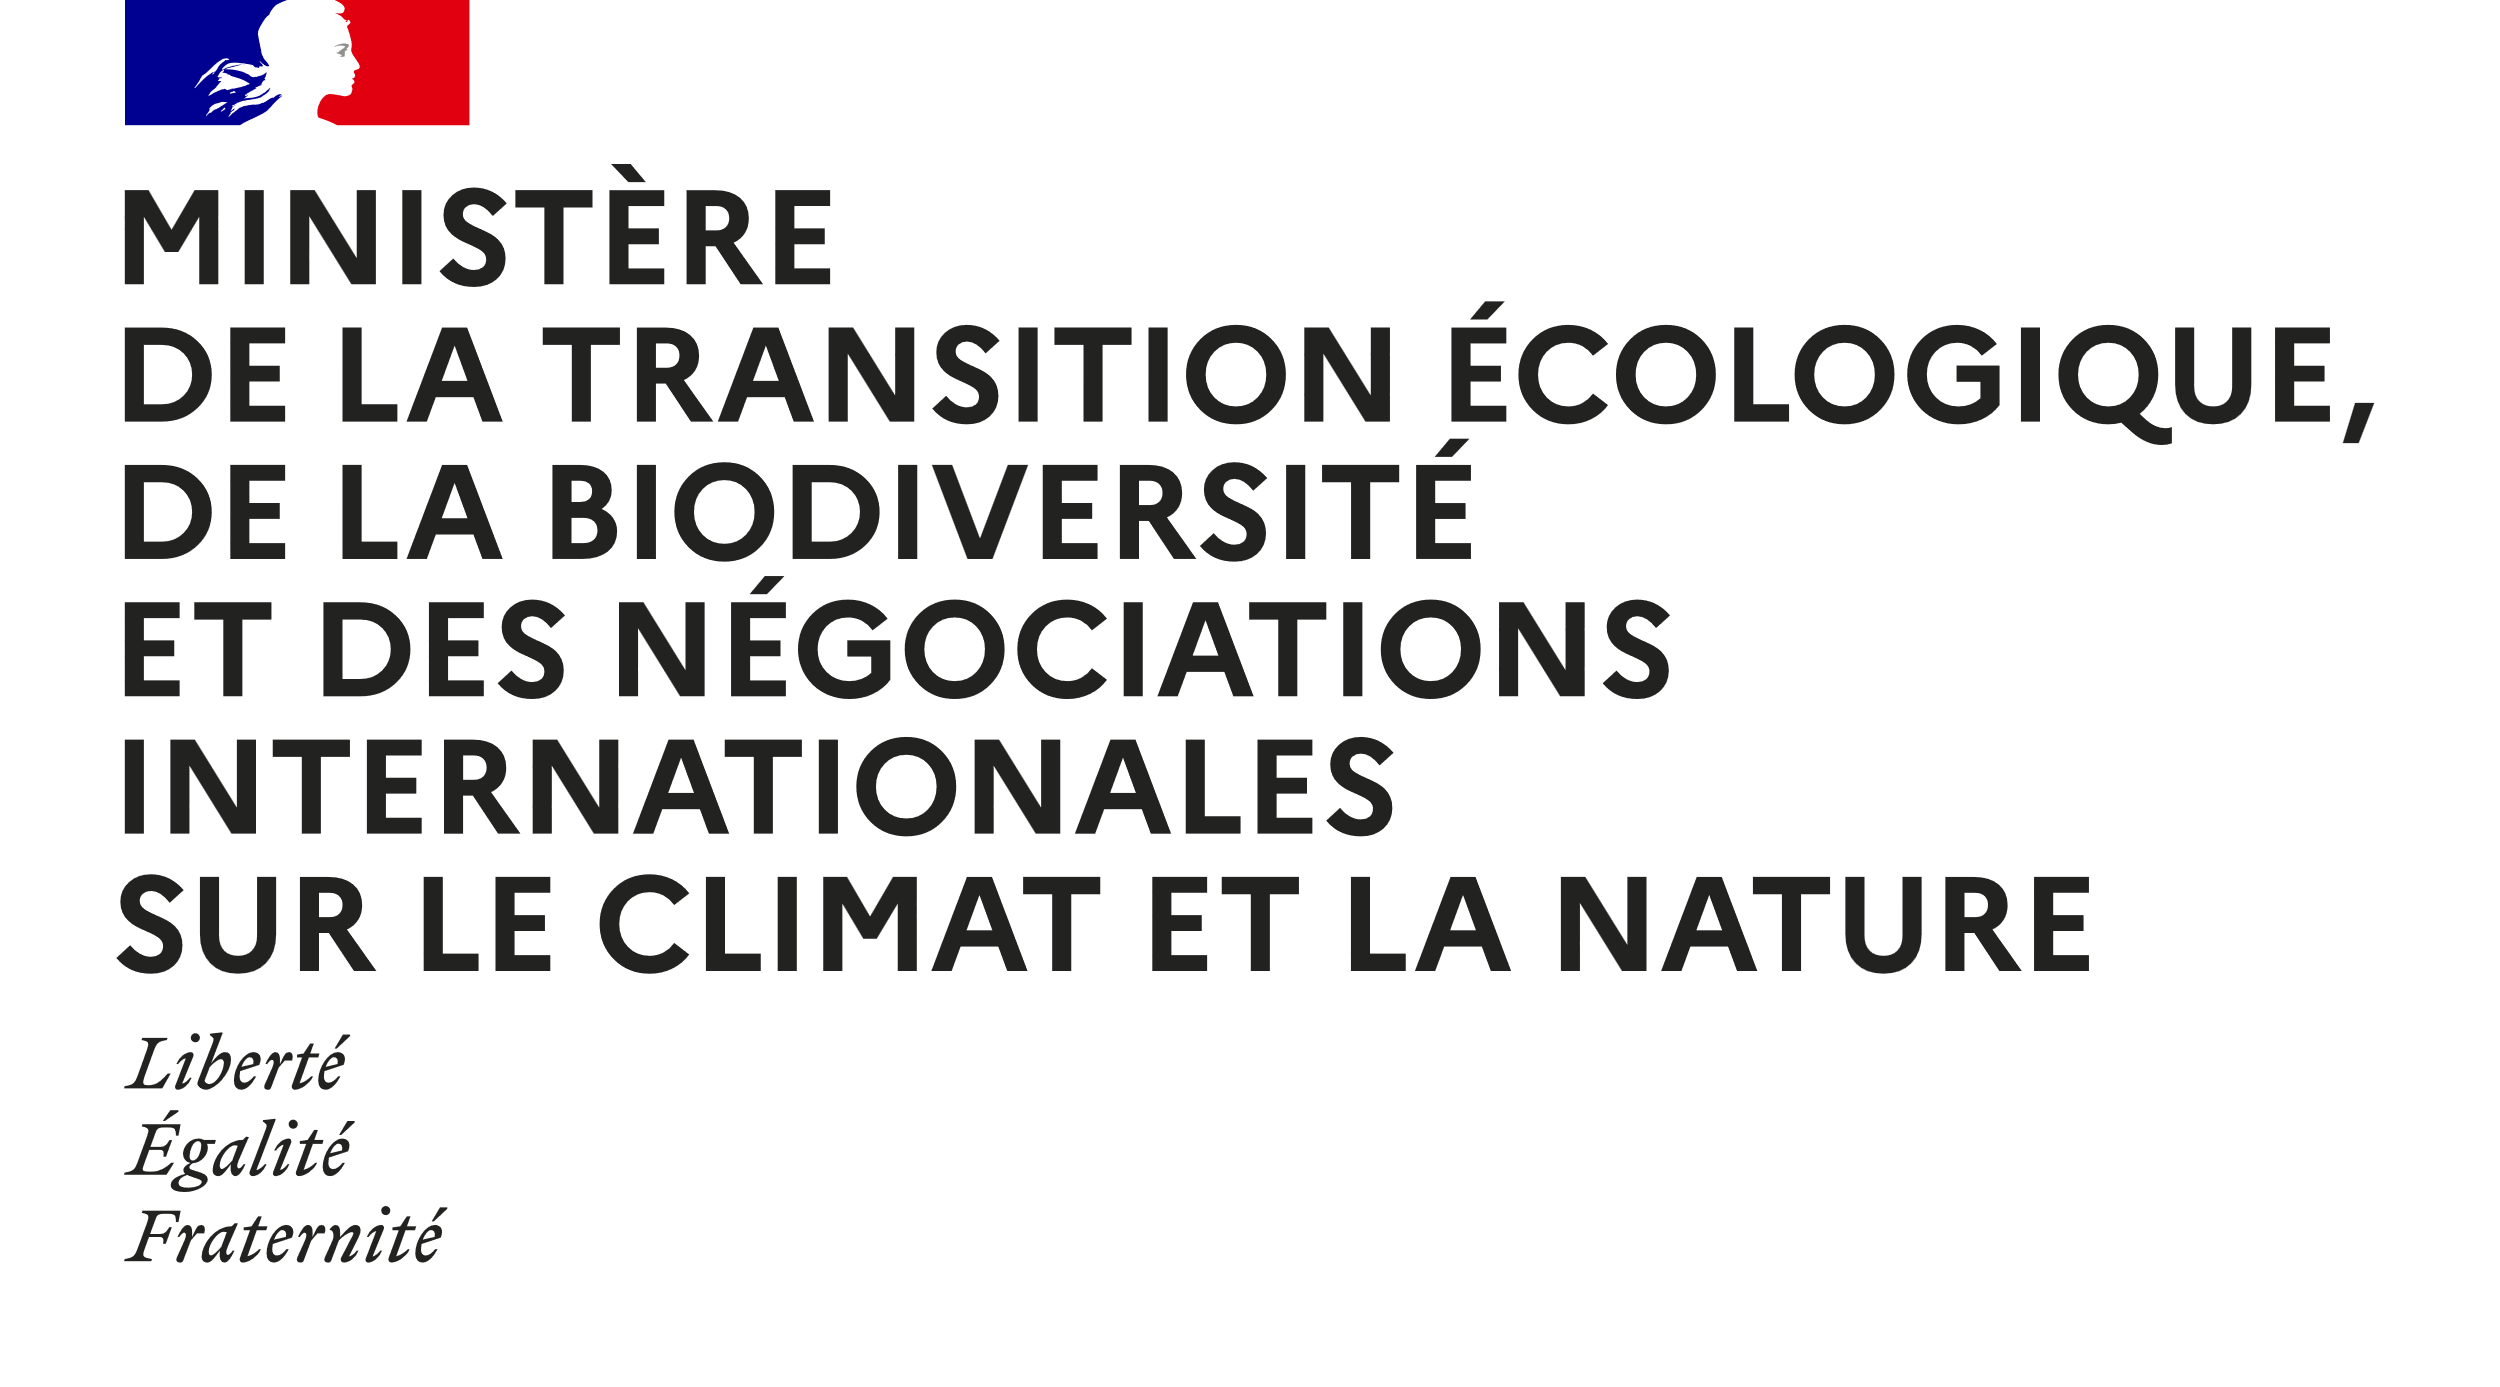 MINISTÈRE
DE LA TRANSITION ÉCOLOGIQUE,
DE LA BIODIVERSITÉ
ET DES NÉGOCIATIONS
INTERNATIONALES
SUR LE CLIMAT ET LA NATURE
Liberté
Égalité
Fraternité